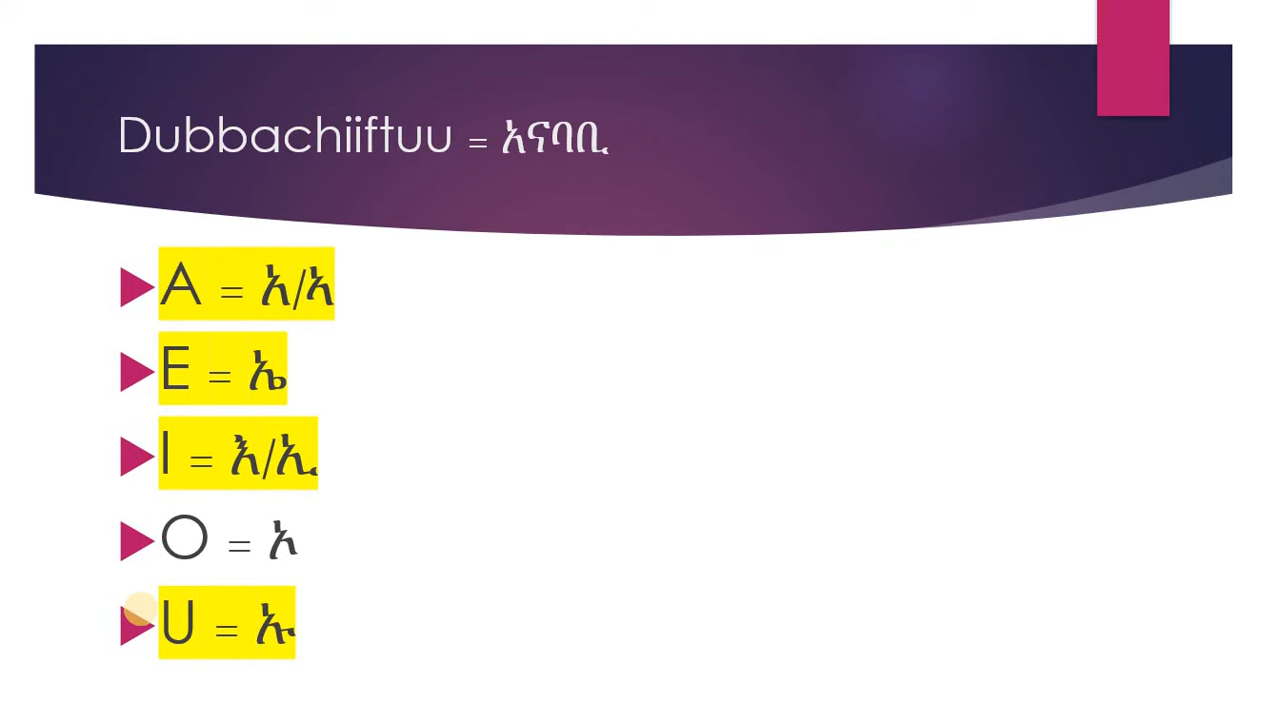 Dubbachiiftuu = አናባቢ
A = አ/ኣ
E = ኤ
I = እ/ኢ
O = ኦ
U = ኡ